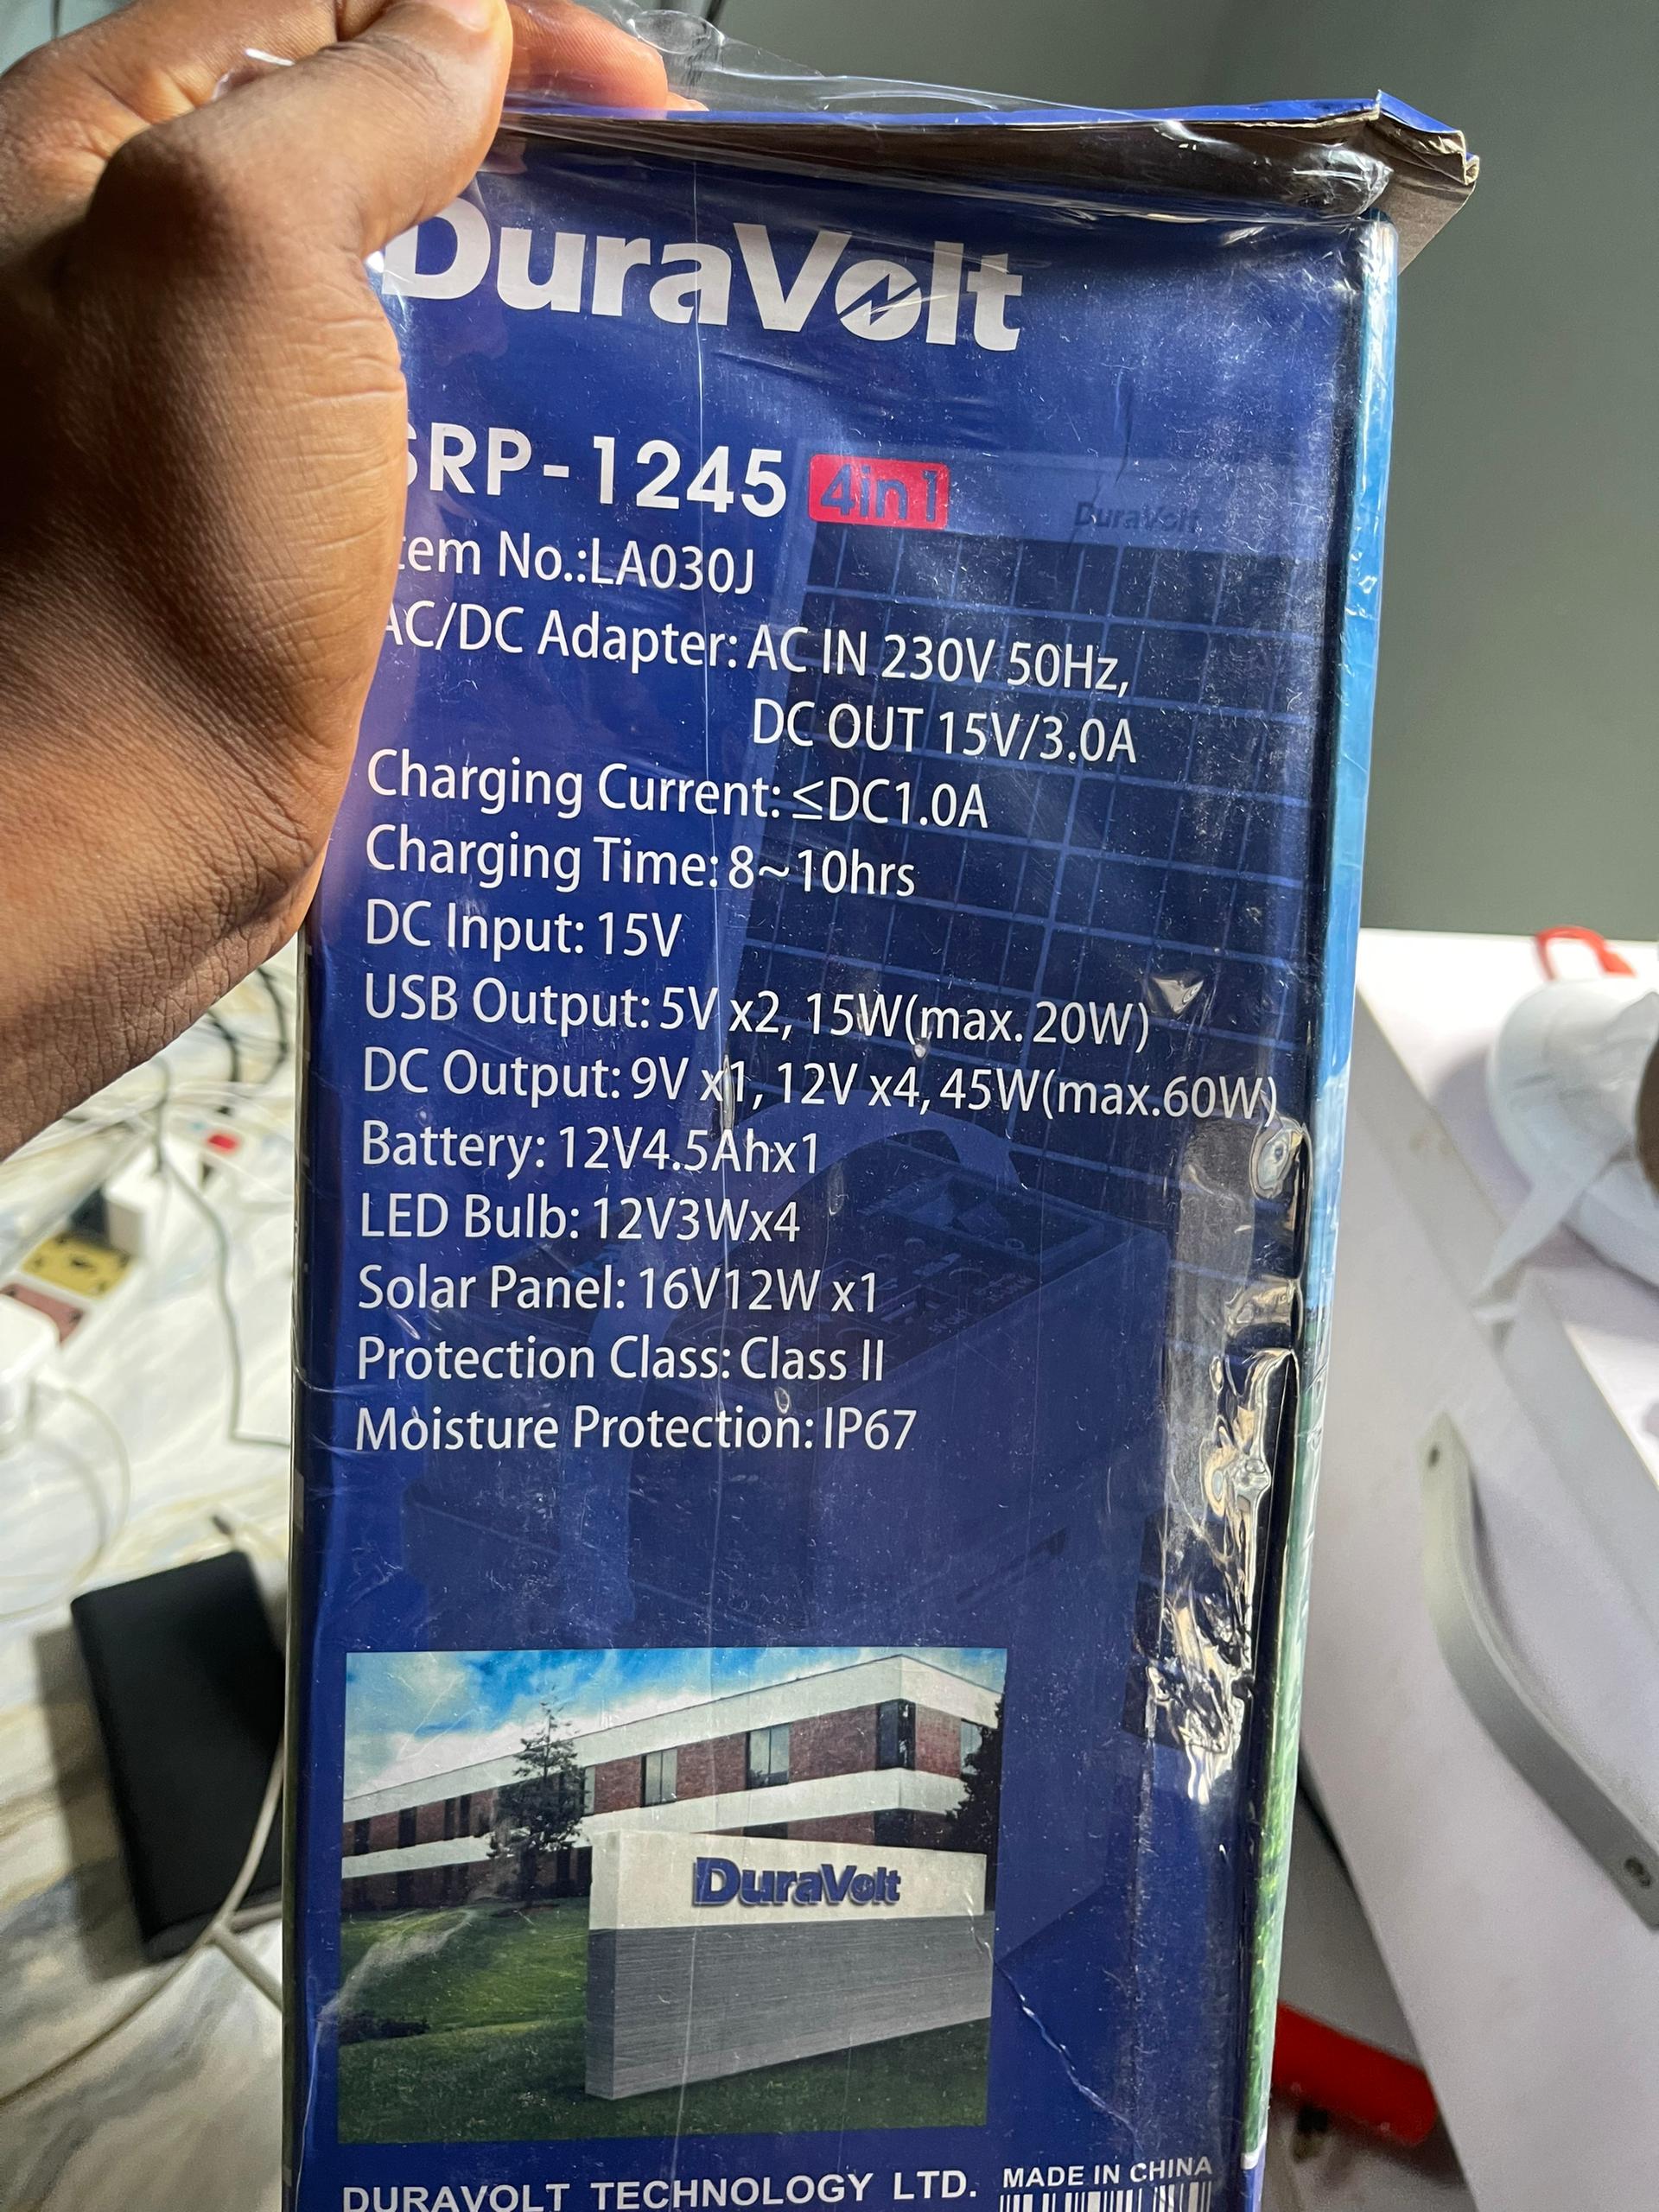 DuraVolt
SRP-1245 4in1
DuraVolt
Item No.:LA030J
AC/DC Adapter: AC IN 230V 50Hz,
DC OUT 15V/3.0A
Charging Current: ≤DC1.0A
Charging Time: 8~10hrs
DC Input: 15V
USB Output: 5V x2, 15W(max. 20W)
DC Output: 9V x1, 12V x4, 45W(max.60W)
Battery: 12V4.5Ahx1
LED Bulb: 12V3Wx4
Solar Panel: 16V12W x1
Protection Class: Class II
Moisture Protection: IP67
DuraVolt
DURAVOLT TECHNOLOGY LTD. MADE IN CHINA